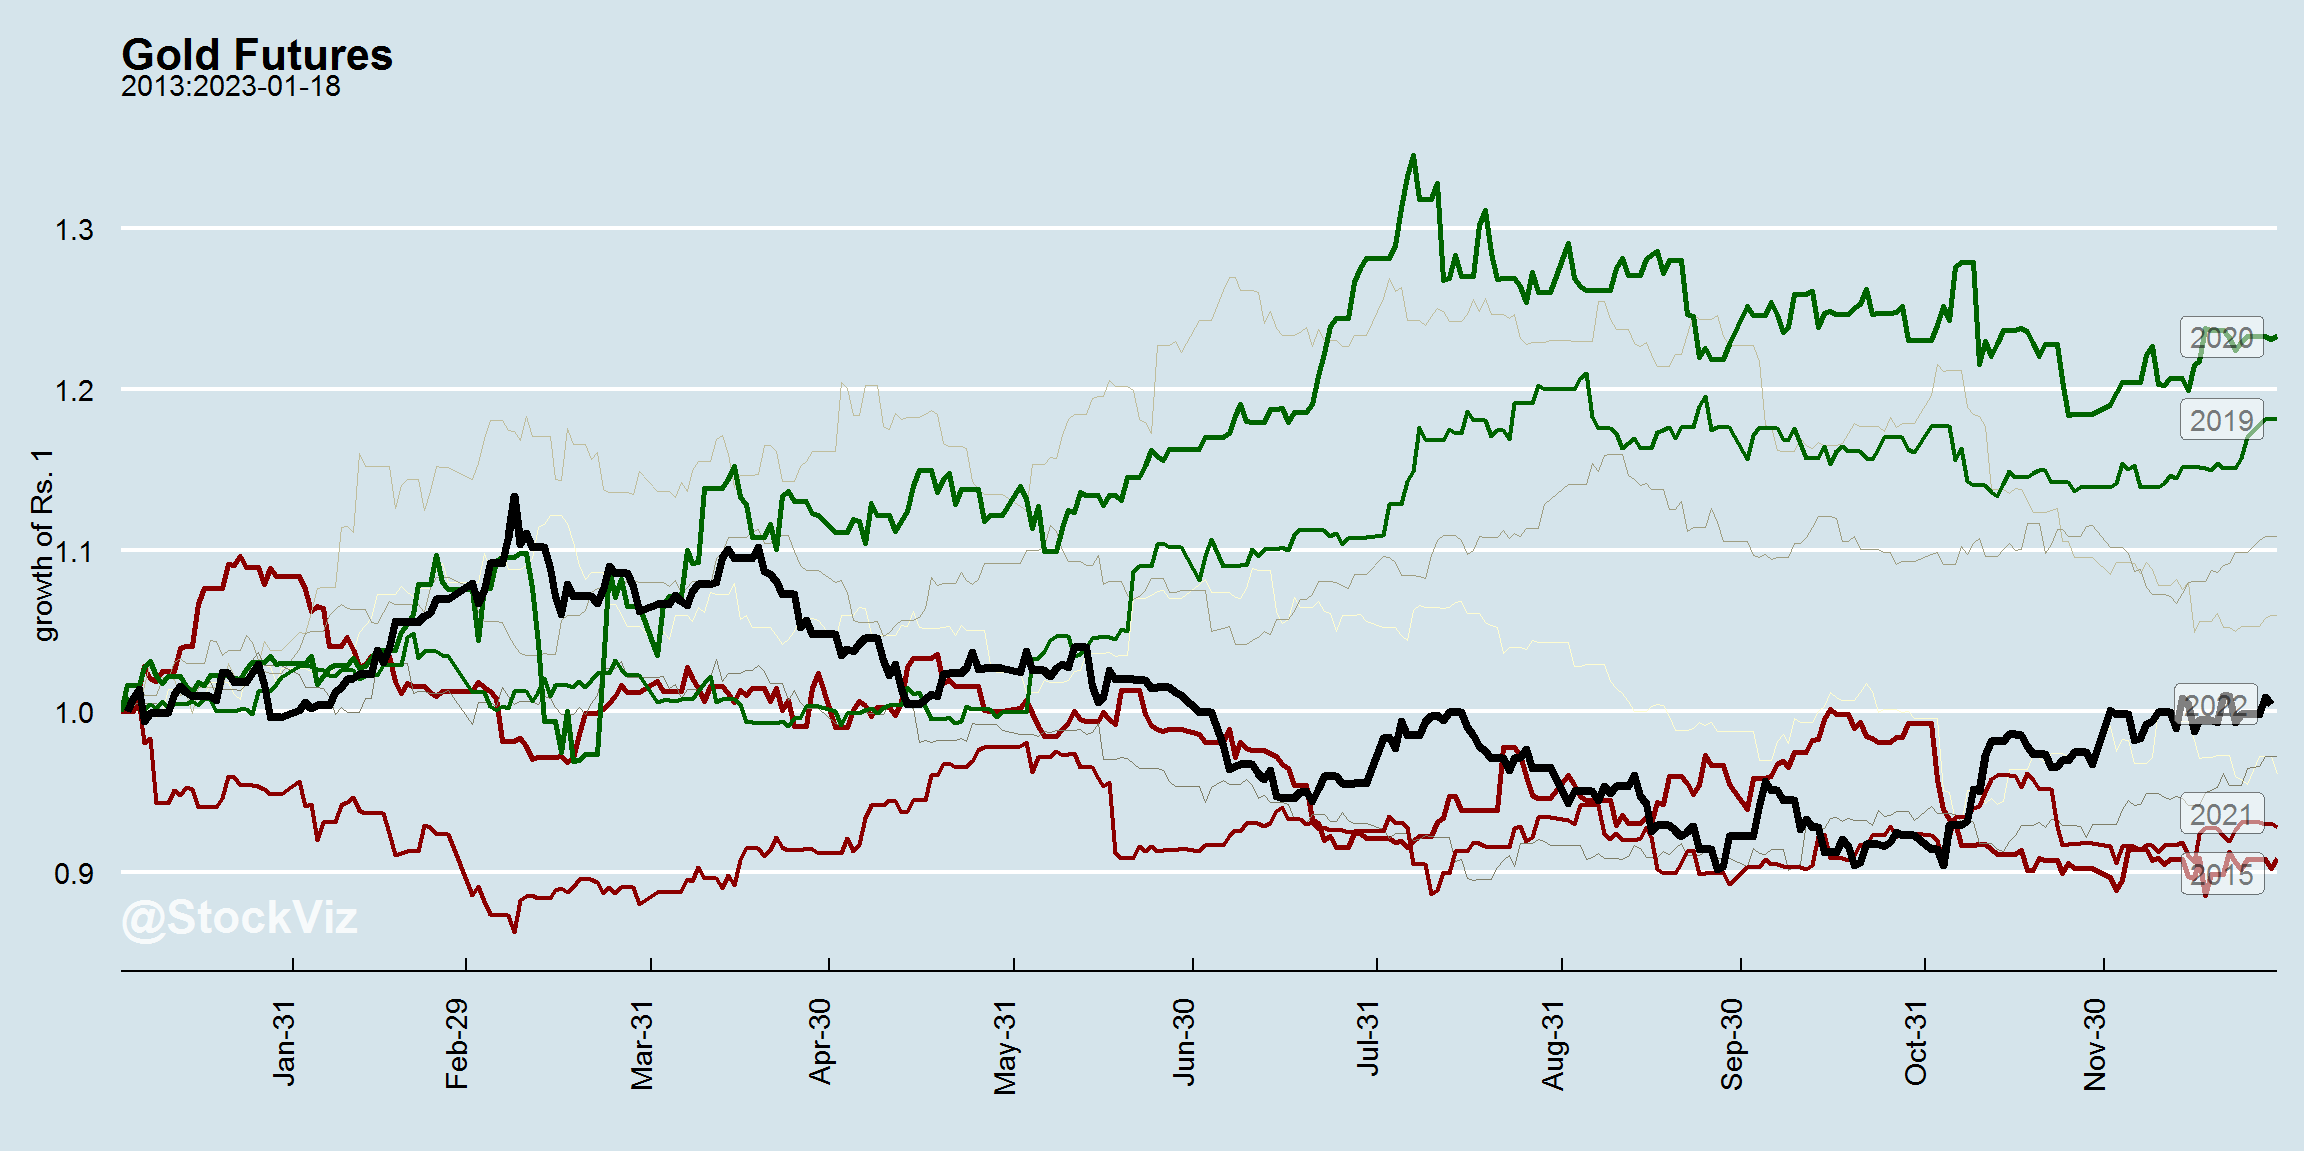 Gold Futures
2013:2023-01-18
growth of Rs. 1
1.3
1.2
1.1
1.0
0.9
2020
2019
2022
2021
2015
@StockViz
Jan-31
Feb-29
Mar-31
Apr-30
May-31
Jun-30
Jul-31
Aug-31
Sep-30
Oct-31
Nov-30